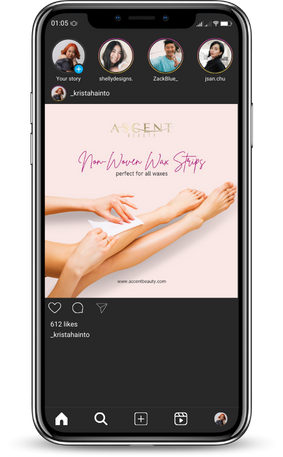 01:05
Your story
shellydesigns.
ZackBlue_
jsan.chu
_kristahainto
ASCENT
BEAUTY
Non-Woven Wax Strips
perfect for all waxes
www.ascentbeauty.com
612 likes
_kristahainto